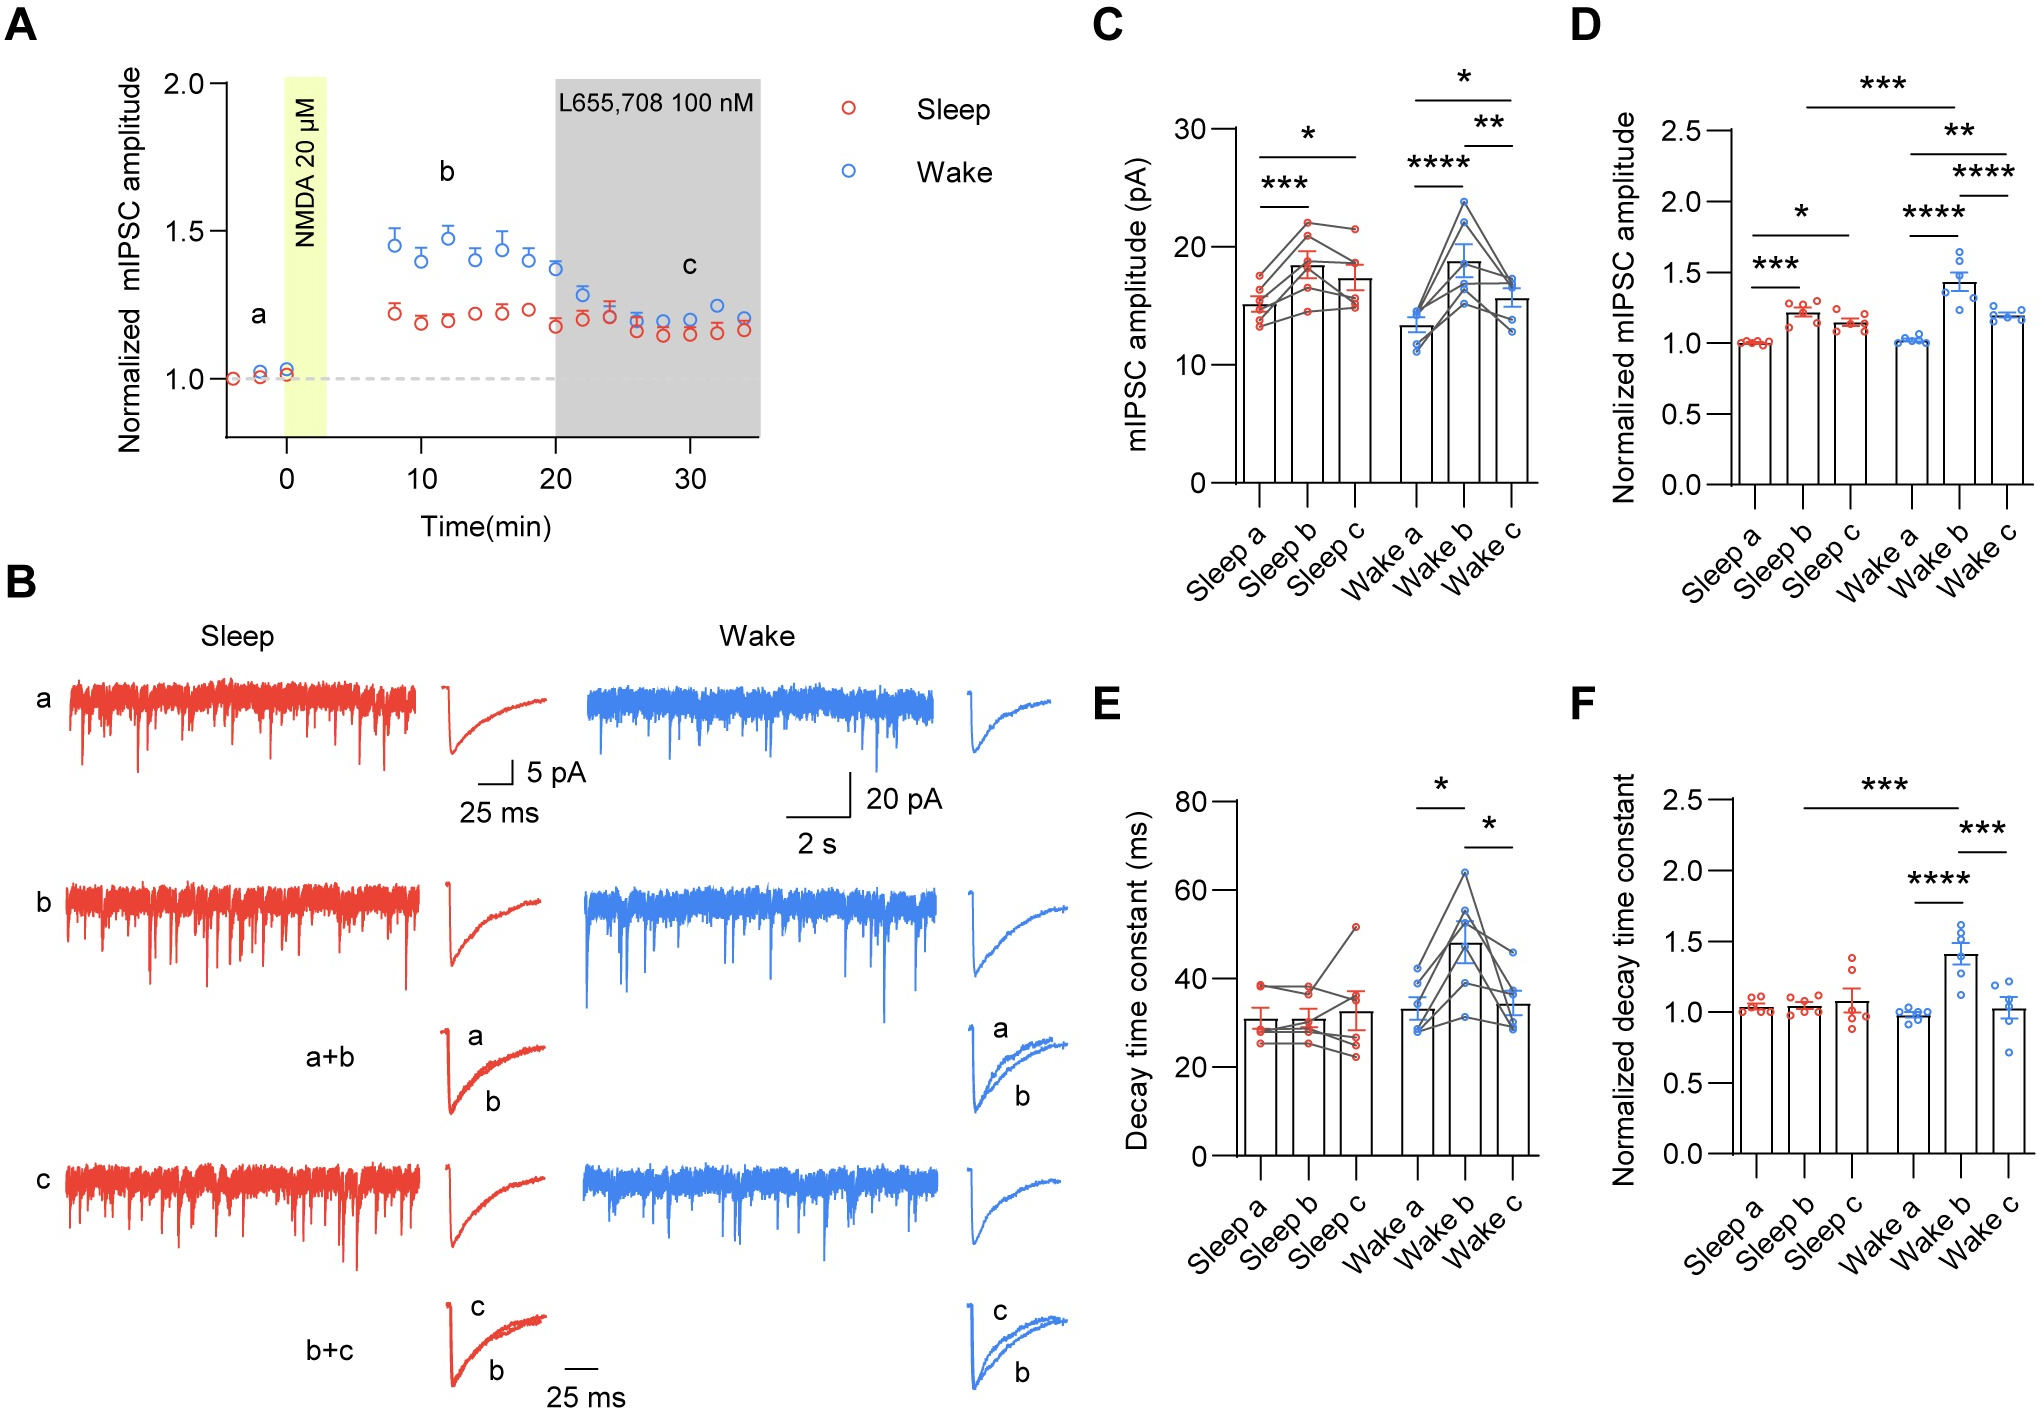 A
Normalized mIPSC amplitude
2.0
1.5
1.0
NMDA 20 µM
L655,708 100 nM
a
b
c
0
10
20
30
Time(min)
Sleep
Wake
B
Sleep
Wake
a
5 pA
25 ms
20 pA
2 s
b
a+b
a
b
a
b
c
b+c
c
b
c
b
25 ms
C
mIPSC amplitude (pA)
30
20
10
0
*
***
*
**
****
Sleep a
Sleep b
Sleep c
Wake a
Wake b
Wake c
D
Normalized mIPSC amplitude
2.5
2.0
1.5
1.0
0.5
0.0
***
**
****
****
*
***
Sleep a
Sleep b
Sleep c
Wake a
Wake b
Wake c
E
Decay time constant (ms)
80
60
40
20
0
*
*
Sleep a
Sleep b
Sleep c
Wake a
Wake b
Wake c
F
Normalized decay time constant
2.5
2.0
1.5
1.0
0.5
0.0
***
***
****
Sleep a
Sleep b
Sleep c
Wake a
Wake b
Wake c